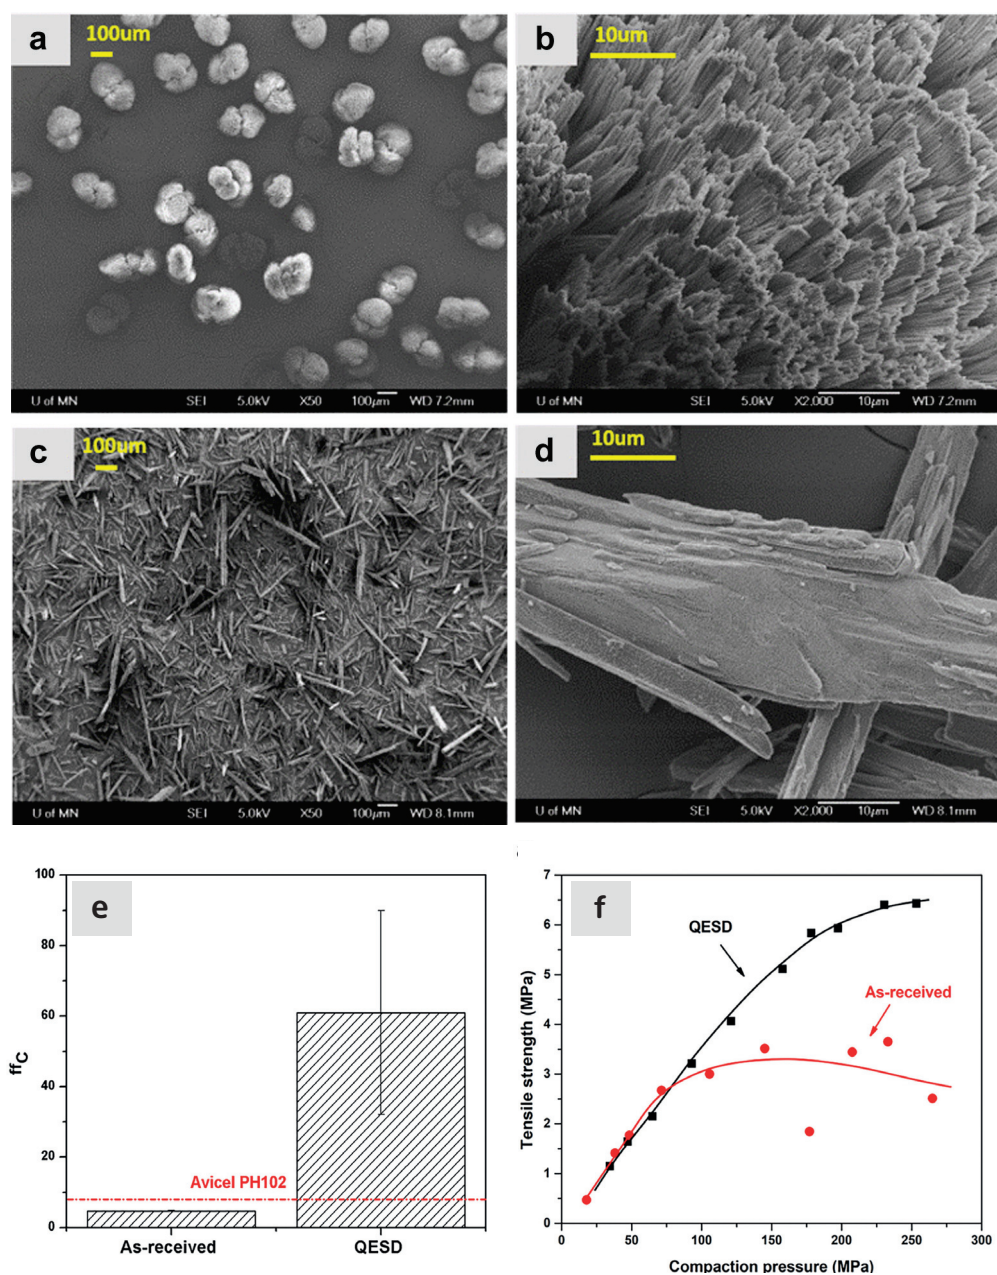 a
100um
U of MN SEI 5.0kV X50 100μm WD 7.2mm
b
10um
U of MN SEI 5.0kV X2,000 10μm WD 7.2mm
c
100um
U of MN SEI 5.0kV X50 100μm WD 8.1mm
d
10um
U of MN SEI 5.0kV X2,000 10μm WD 8.1mm
e
100
80
60
40
20
0
ffC
Avicel PH102
As-received
QESD
f
7
6
5
4
3
2
1
0
Tensile strength (MPa)
QESD
As-received
0 50 100 150 200 250 300
Compaction pressure (MPa)